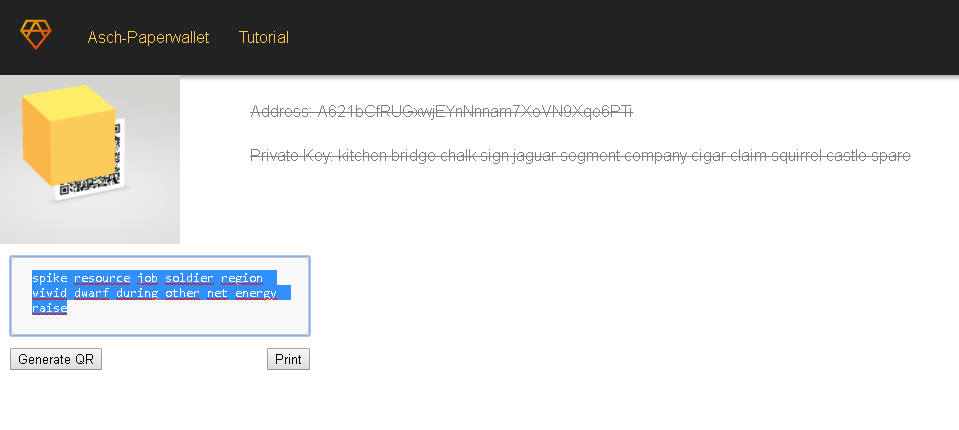 Asch-Paperwallet Tutorial
Address: A621bCfRUGxwjEYnNnnam7XeVN9Xqe6PTi
Private Key: kitchen bridge chalk sign jaguar segment company cigar claim squirrel castle spare
spike resource job soldier region
vivid dwarf during other net energy
raise
Generate QR Print